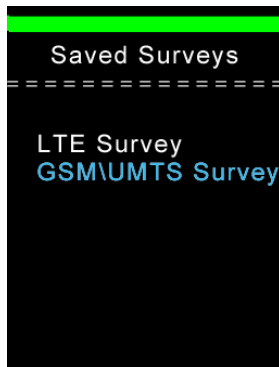 Saved Surveys
================
LTE Survey
GSM\UMTS Survey